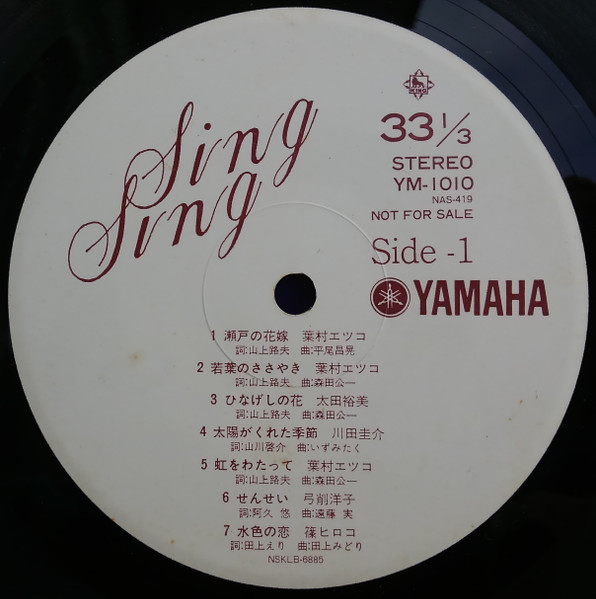 Sing
Sing
KING
33 1/3
STEREO
YM-1010
NAS-419
NOT FOR SALE
Side -1
YAMAHA
1 瀬戸の花嫁 葉村エツコ
詞:山上路夫 曲:平尾昌晃
2 若葉のささやき 葉村エツコ
詞:山上路夫 曲:森田公一
3 ひなげしの花 太田裕美
詞:山上路夫 曲:森田公一
4 太陽がくれた季節 川田圭介
詞:山川啓介 曲:いずみたく
5 虹をわたって 葉村エツコ
詞:山上路夫 曲:森田公一
6 せんせい 弓削洋子
詞:阿久 悠 曲:遠藤 実
7 水色の恋 篠ヒロコ
詞:田上えり 曲:田上みどり
NSKLB-6885